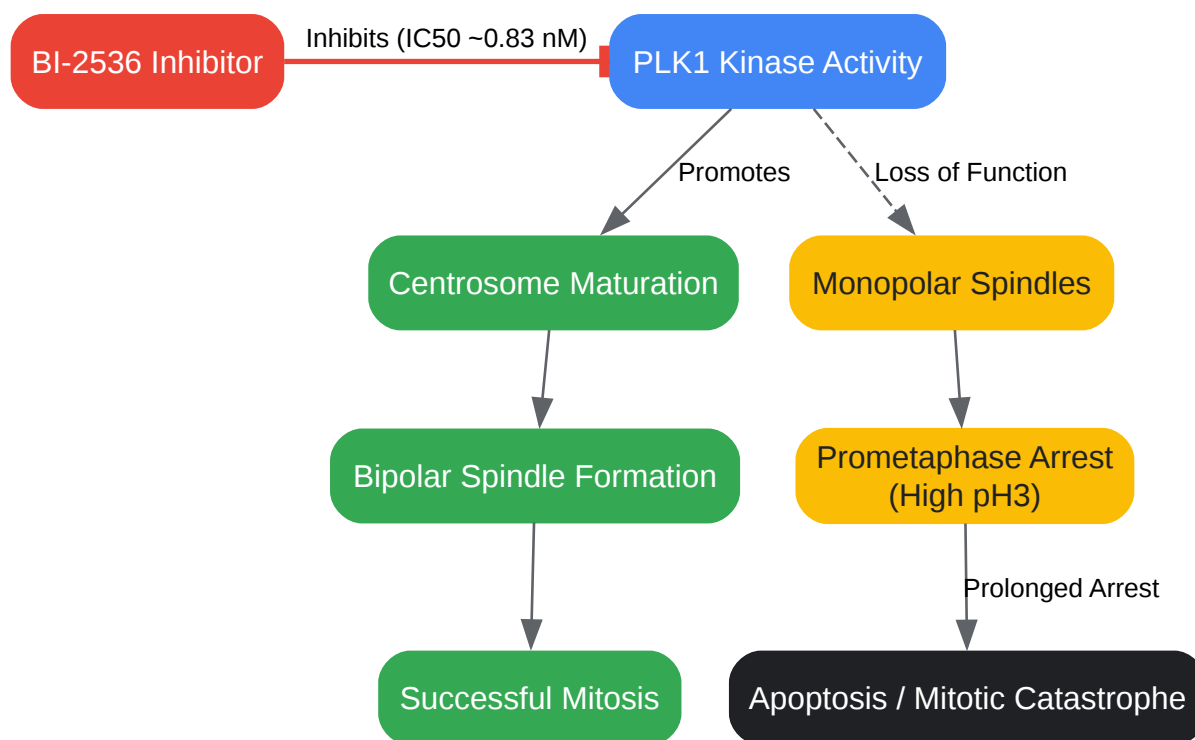 BI-2536 Inhibitor
Inhibits (IC50 ~0.83 nM)
PLK1 Kinase Activity
Promotes
Loss of Function
Centrosome Maturation
Monopolar Spindles
Bipolar Spindle Formation
Prometaphase Arrest
(High pH3)
Prolonged Arrest
Successful Mitosis
Apoptosis / Mitotic Catastrophe